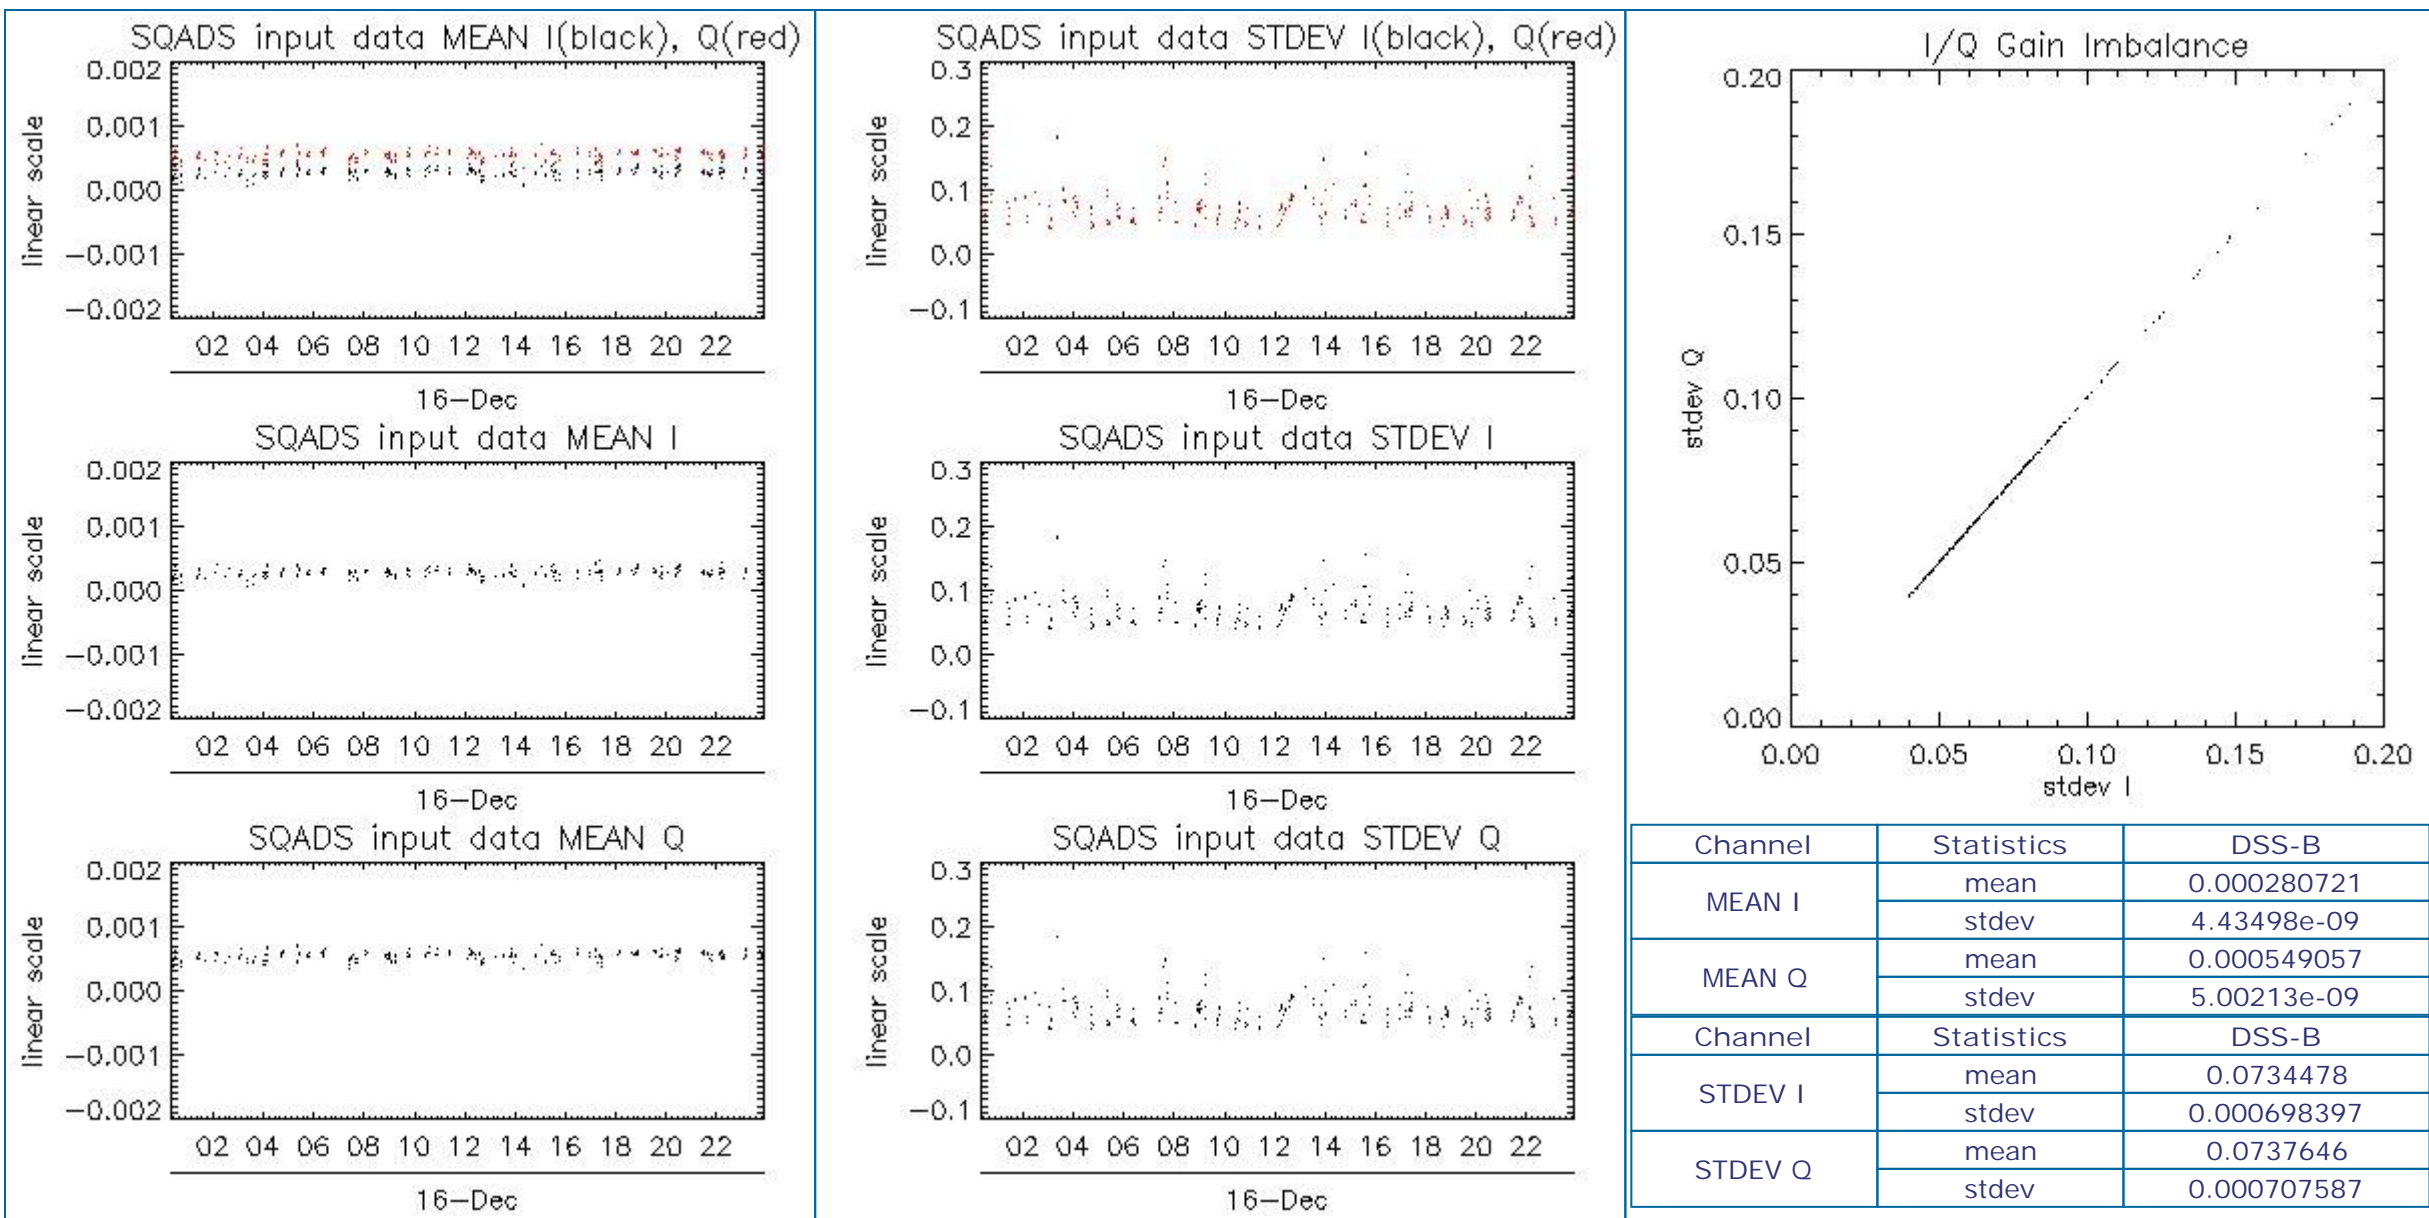 SQADS input data MEAN I(black), Q(red)
0.002
0.001
0.000
−0.001
−0.002
linear scale
02 04 06 08 10 12 14 16 18 20 22
16−Dec
SQADS input data MEAN I
0.002
0.001
0.000
−0.001
−0.002
linear scale
02 04 06 08 10 12 14 16 18 20 22
16−Dec
SQADS input data MEAN Q
0.002
0.001
0.000
−0.001
−0.002
linear scale
02 04 06 08 10 12 14 16 18 20 22
16−Dec
SQADS input data STDEV I(black), Q(red)
0.3
0.2
0.1
0.0
−0.1
linear scale
02 04 06 08 10 12 14 16 18 20 22
16−Dec
SQADS input data STDEV I
0.3
0.2
0.1
0.0
−0.1
linear scale
02 04 06 08 10 12 14 16 18 20 22
16−Dec
SQADS input data STDEV Q
0.3
0.2
0.1
0.0
−0.1
linear scale
02 04 06 08 10 12 14 16 18 20 22
16−Dec
I/Q Gain Imbalance
0.20
0.15
0.10
0.05
0.00
stdev Q
0.00 0.05 0.10 0.15 0.20
stdev I
Channel Statistics DSS-B
MEAN I mean 0.000280721
stdev 4.43498e-09
MEAN Q mean 0.000549057
stdev 5.00213e-09
Channel Statistics DSS-B
STDEV I mean 0.0734478
stdev 0.000698397
STDEV Q mean 0.0737646
stdev 0.000707587